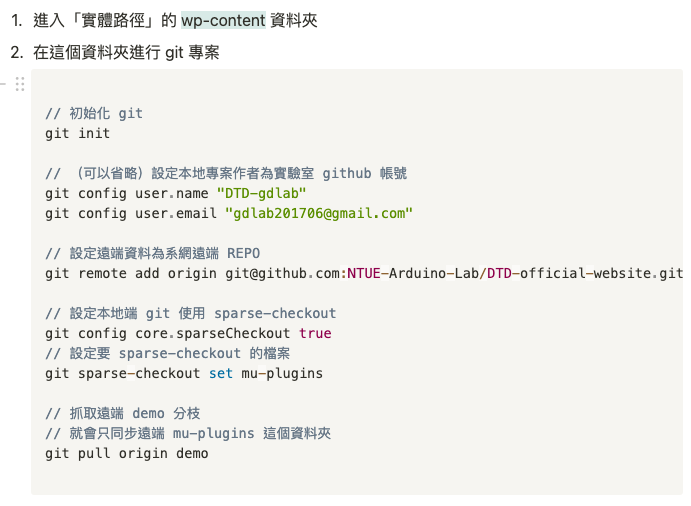 1. 進入「實體路徑」的 wp-content 資料夾
2. 在這個資料夾進行 git 專案
// 初始化 git
git init
// （可以省略）設定本地專案作者為實驗室 github 帳號
git config user.name "DTD-gdlab"
git config user.email "gdlab201706@gmail.com"
// 設定遠端資料為系網遠端 REPO
git remote add origin git@github.com:NTUE-Arduino-Lab/DTD-official-website.git
// 設定本地端 git 使用 sparse-checkout
git config core.sparseCheckout true
// 設定要 sparse-checkout 的檔案
git sparse-checkout set mu-plugins
// 抓取遠端 demo 分枝
// 就會只同步遠端 mu-plugins 這個資料夾
git pull origin demo